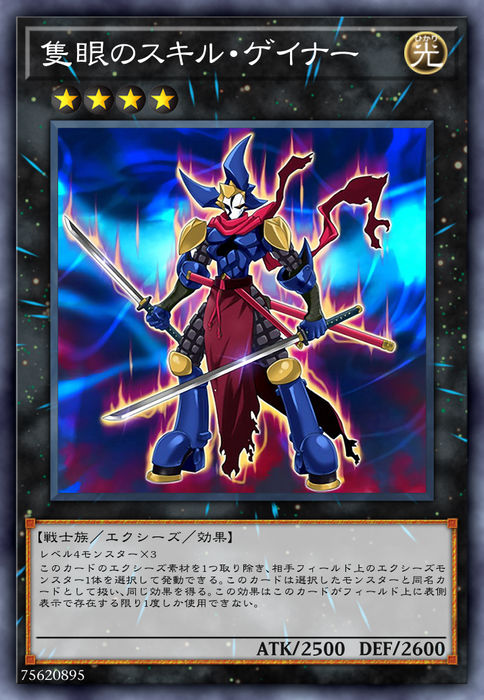 隻眼のスキル・ゲイナー
ひかり
光
【戦士族／エクシーズ／効果】
レベル4モンスター×3
このカードのエクシーズ素材を1つ取り除き、相手フィールド上のエクシーズモ
ンスター1体を選択して発動できる。このカードは選択したモンスターと同名カ
ードとして扱い、同じ効果を得る。この効果はこのカードがフィールド上に表側
表示で存在する限り1度しか使用できない。
ATK/2500 DEF/2600
75620895